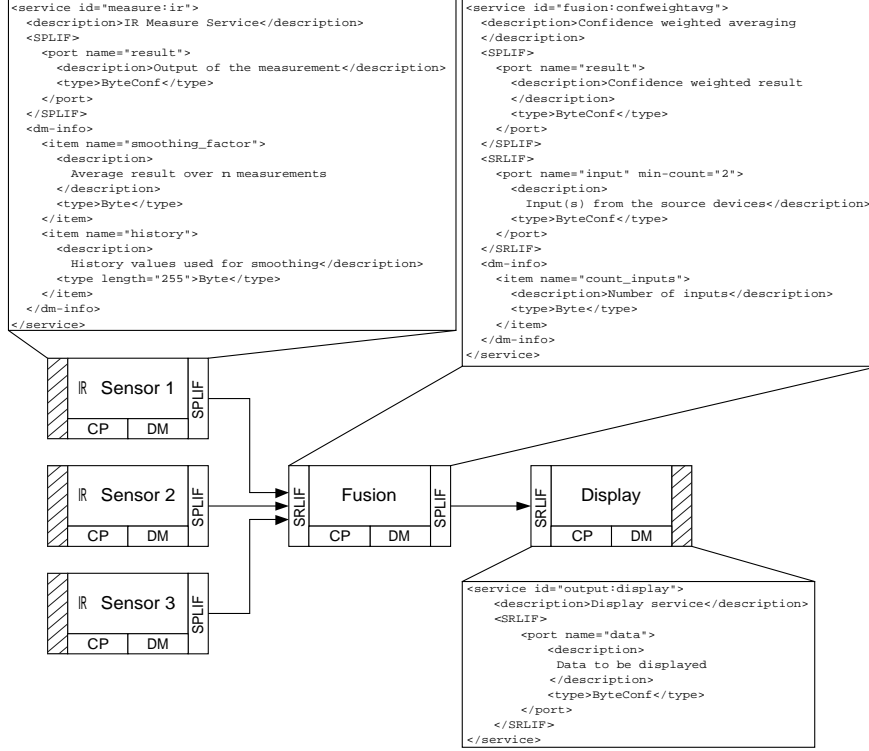 <service id="measure:ir">
<description>IR Measure Service</description>
<SPLIF>
<port name="result">
<description>Output of the measurement</description>
<type>ByteConf</type>
</port>
</SPLIF>
<dm-info>
<item name="smoothing_factor">
<description>
Average result over n measurements
</description>
<type>Byte</type>
</item>
<item name="history">
<description>
History values used for smoothing</description>
<type length="255">Byte</type>
</item>
</dm-info>
</service>
<service id="fusion:confweightavg">
<description>Confidence weighted averaging
</description>
<SPLIF>
<port name="result">
<description>Confidence weighted result
</description>
<type>ByteConf</type>
</port>
</SPLIF>
<SRLIF>
<port name="input" min-count="2">
<description>
Input(s) from the source devices</description>
<type>ByteConf</type>
</port>
</SRLIF>
<dm-info>
<item name="count_inputs">
<description>Number of inputs</description>
<type>Byte</type>
</item>
</dm-info>
</service>
IR Sensor 1
SPLIF
CP DM
IR Sensor 2
SPLIF
CP DM
IR Sensor 3
SPLIF
CP DM
SRLIF
Fusion
SPLIF
CP DM
SRLIF
Display
CP DM
<service id="output:display">
<description>Display service</description>
<SRLIF>
<port name="data">
<description>
Data to be displayed
</description>
<type>ByteConf</type>
</port>
</SRLIF>
</service>